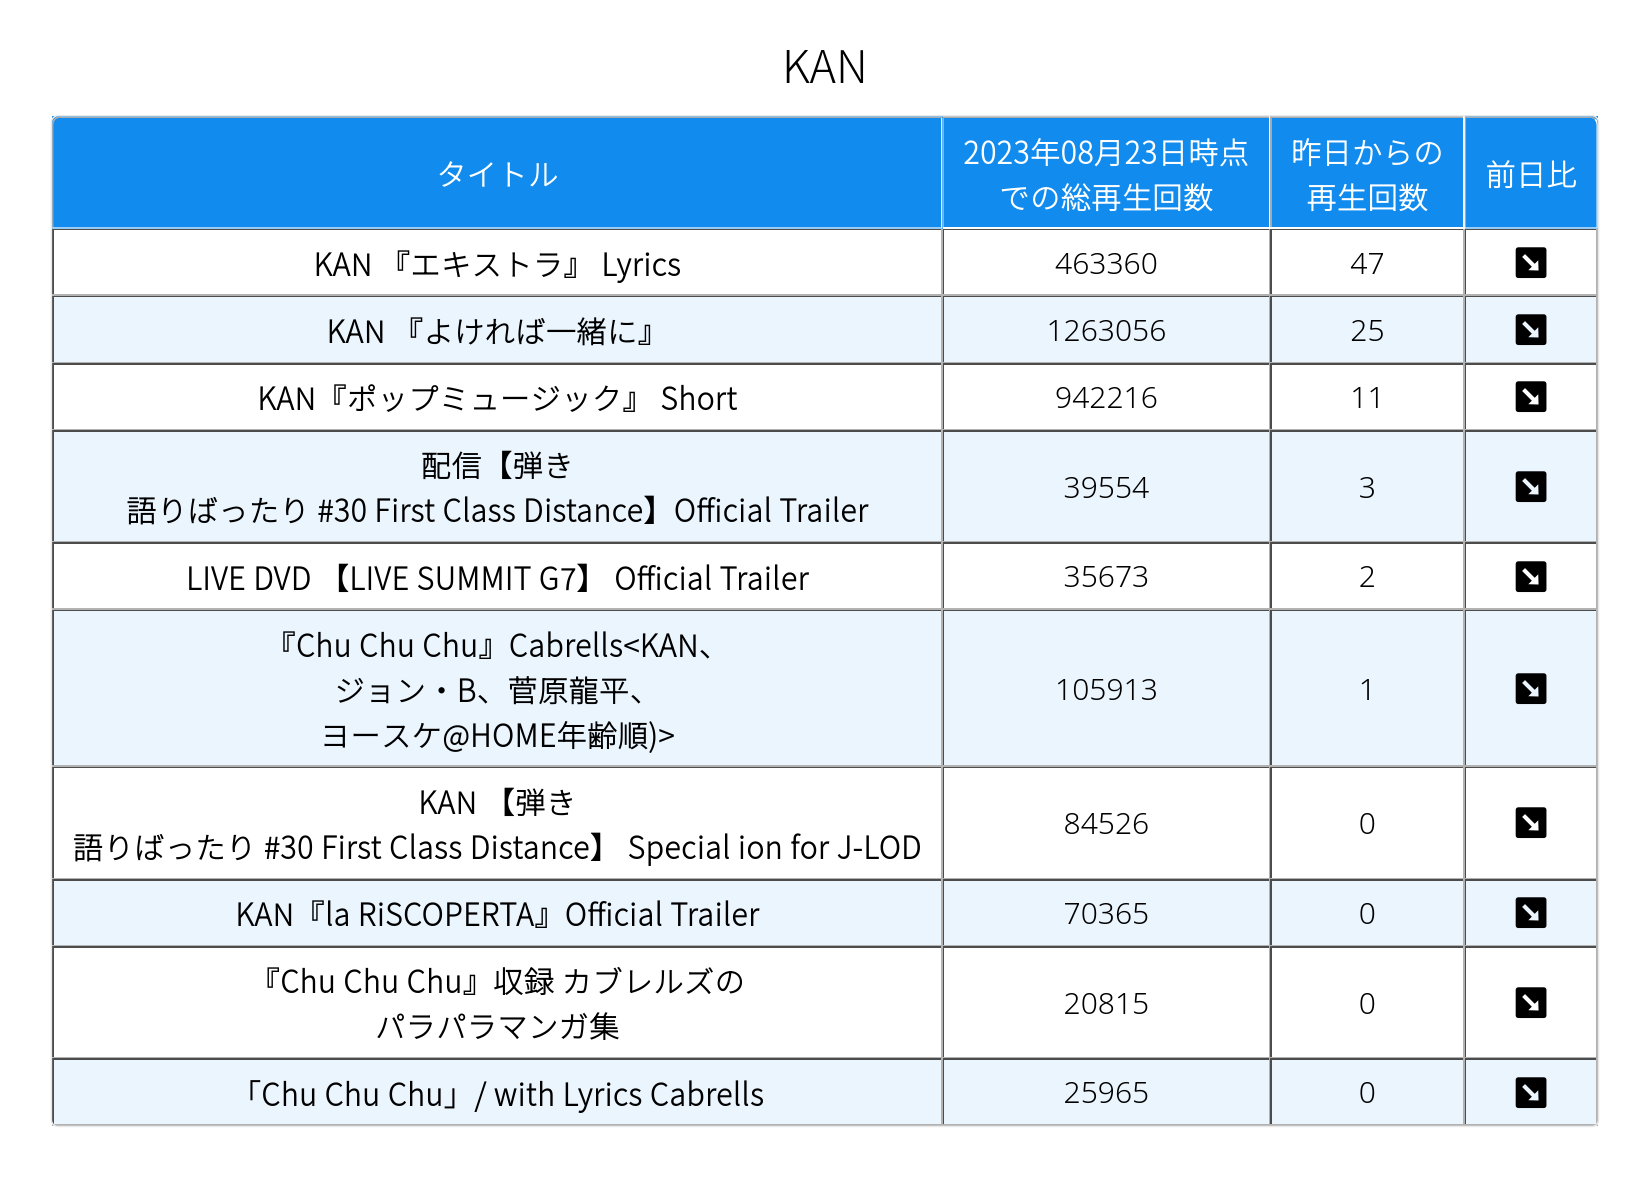 KAN
タイトル
2023年08月23日時点
での総再生回数
昨日からの
再生回数
前日比
KAN 『エキストラ』 Lyrics
463360
47
KAN 『よければ一緒に』
1263056
25
KAN『ポップミュージック』 Short
942216
11
配信【弾き
語りばったり #30 First Class Distance】Official Trailer
39554
3
LIVE DVD 【LIVE SUMMIT G7】 Official Trailer
35673
2
『Chu Chu Chu』Cabrells<KAN、
ジョン・B、菅原龍平、
ヨースケ@HOME年齢順)>
105913
1
KAN 【弾き
語りばったり #30 First Class Distance】 Special ion for J-LOD
84526
0
KAN『la RiSCOPERTA』Official Trailer
70365
0
『Chu Chu Chu』収録 カブレルズの
パラパラマンガ集
20815
0
「Chu Chu Chu」/ with Lyrics Cabrells
25965
0